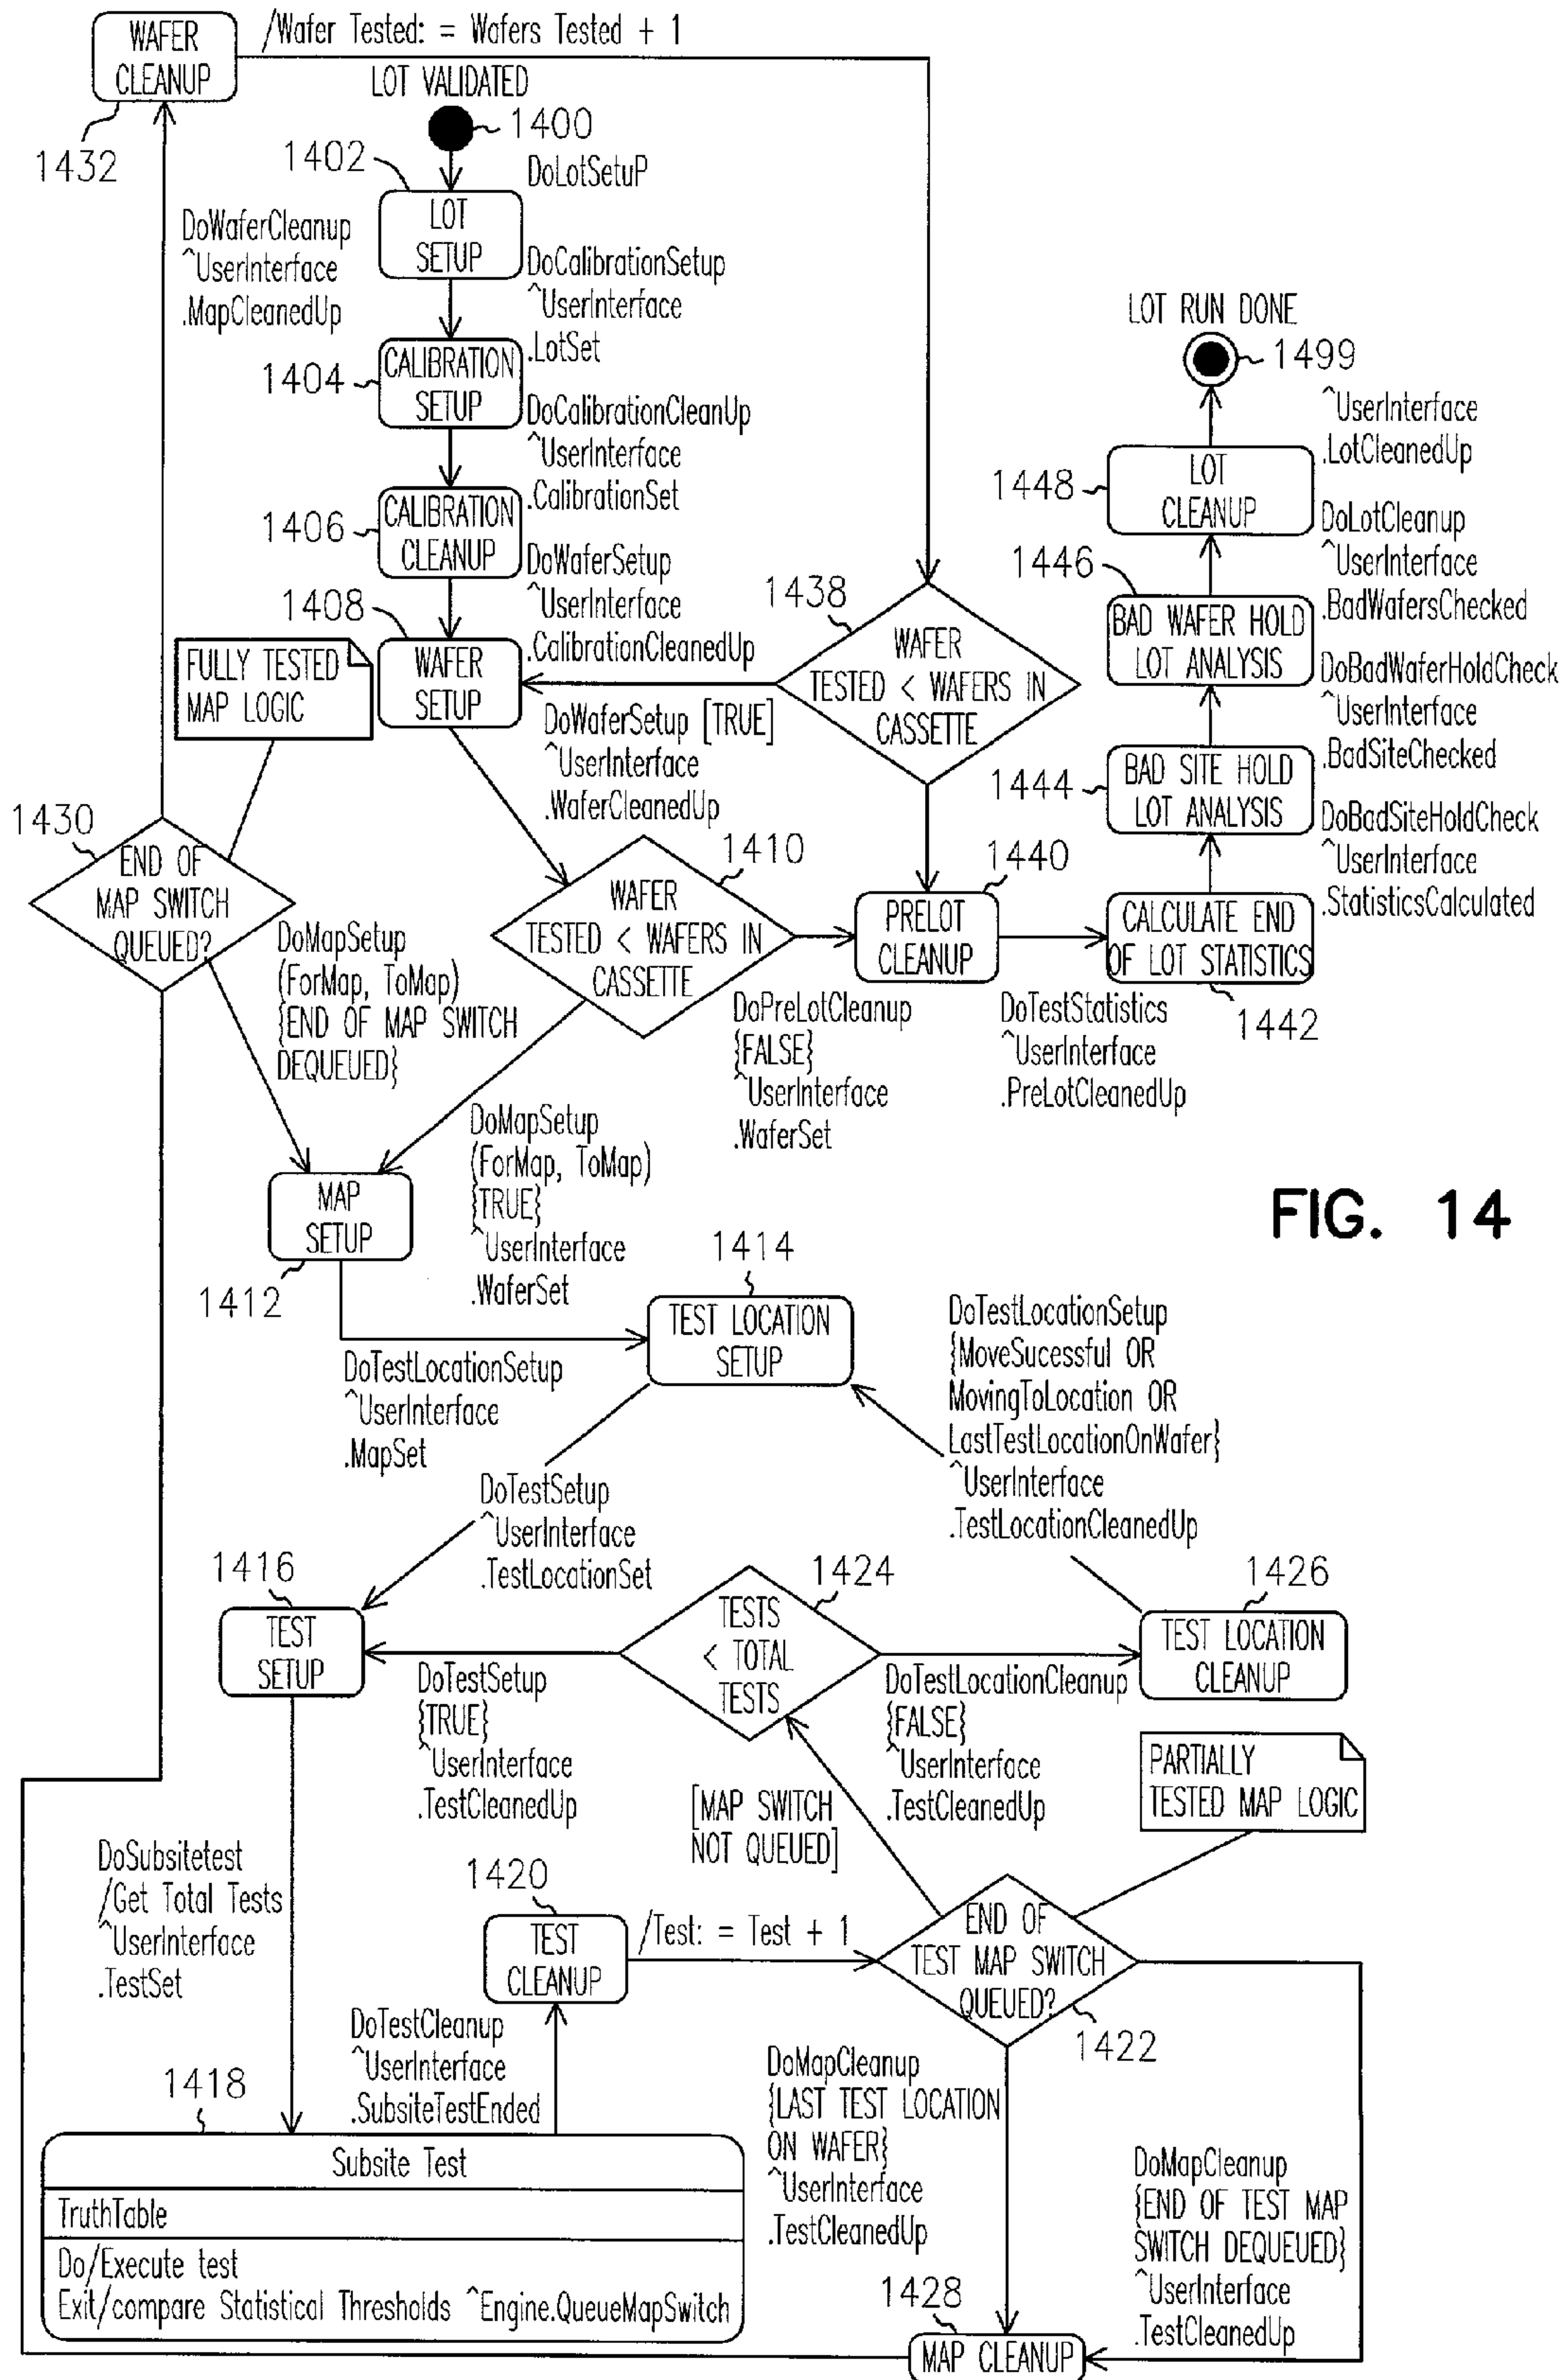 WAFER
CLEANUP
/Wafer Tested: = Wafers Tested + 1
1432
LOT VALIDATED
1400
DoLotSetuP
1402
LOT
SETUP
DoWaferCleanup
^UserInterface
.MapCleanedUp
DoCalibrationSetup
^UserInterface
.LotSet
1404
CALIBRATION
SETUP
DoCalibrationCleanUp
^UserInterface
.CalibrationSet
1406
CALIBRATION
CLEANUP
DoWaferSetup
^UserInterface
.CalibrationCleanedUp
1408
WAFER
SETUP
FULLY TESTED
MAP LOGIC
1438
WAFER
TESTED < WAFERS IN
CASSETTE
DoWaferSetup [TRUE]
^UserInterface
.WaferCleanedUp
LOT RUN DONE
1499
^UserInterface
.LotCleanedUp
1448
LOT
CLEANUP
DoLotCleanup
^UserInterface
.BadWafersChecked
1446
BAD WAFER HOLD
LOT ANALYSIS
DoBadWaferHoldCheck
^UserInterface
.BadSiteChecked
1444
BAD SITE HOLD
LOT ANALYSIS
DoBadSiteHoldCheck
^UserInterface
.StatisticsCalculated
1430
END OF
MAP SWITCH
QUEUED?
DoMapSetup
(ForMap, ToMap)
{END OF MAP SWITCH
DEQUEUED}
1410
WAFER
TESTED < WAFERS IN
CASSETTE
1440
PRELOT
CLEANUP
CALCULATE END
OF LOT STATISTICS
1442
DoPreLotCleanup
{FALSE}
^UserInterface
.WaferSet
DoTestStatistics
^UserInterface
.PreLotCleanedUp
DoMapSetup
(ForMap, ToMap)
{TRUE}
^UserInterface
.WaferSet
MAP
SETUP
1412
FIG. 14
1414
TEST LOCATION
SETUP
DoTestLocationSetup
^UserInterface
.MapSet
DoTestLocationSetup
{MoveSucessful OR
MovingToLocation OR
LastTestLocationOnWafer}
^UserInterface
.TestLocationCleanedUp
DoTestSetup
^UserInterface
.TestLocationSet
1416
TEST
SETUP
1424
TESTS
< TOTAL
TESTS
1426
TEST LOCATION
CLEANUP
DoTestSetup
{TRUE}
^UserInterface
.TestCleanedUp
DoTestLocationCleanup
{FALSE}
^UserInterface
.TestCleanedUp
PARTIALLY
TESTED MAP LOGIC
[MAP SWITCH
NOT QUEUED]
DoSubsitetest
/Get Total Tests
^UserInterface
.TestSet
1420
TEST
CLEANUP
/Test: = Test + 1
END OF
TEST MAP SWITCH
QUEUED?
1422
DoTestCleanup
^UserInterface
.SubsiteTestEnded
1418
Subsite Test
TruthTable
Do/Execute test
Exit/compare Statistical Thresholds ^Engine.QueueMapSwitch
DoMapCleanup
{LAST TEST LOCATION
ON WAFER}
^UserInterface
.TestCleanedUp
DoMapCleanup
{END OF TEST MAP
SWITCH DEQUEUED}
^UserInterface
.TestCleanedUp
1428
MAP CLEANUP